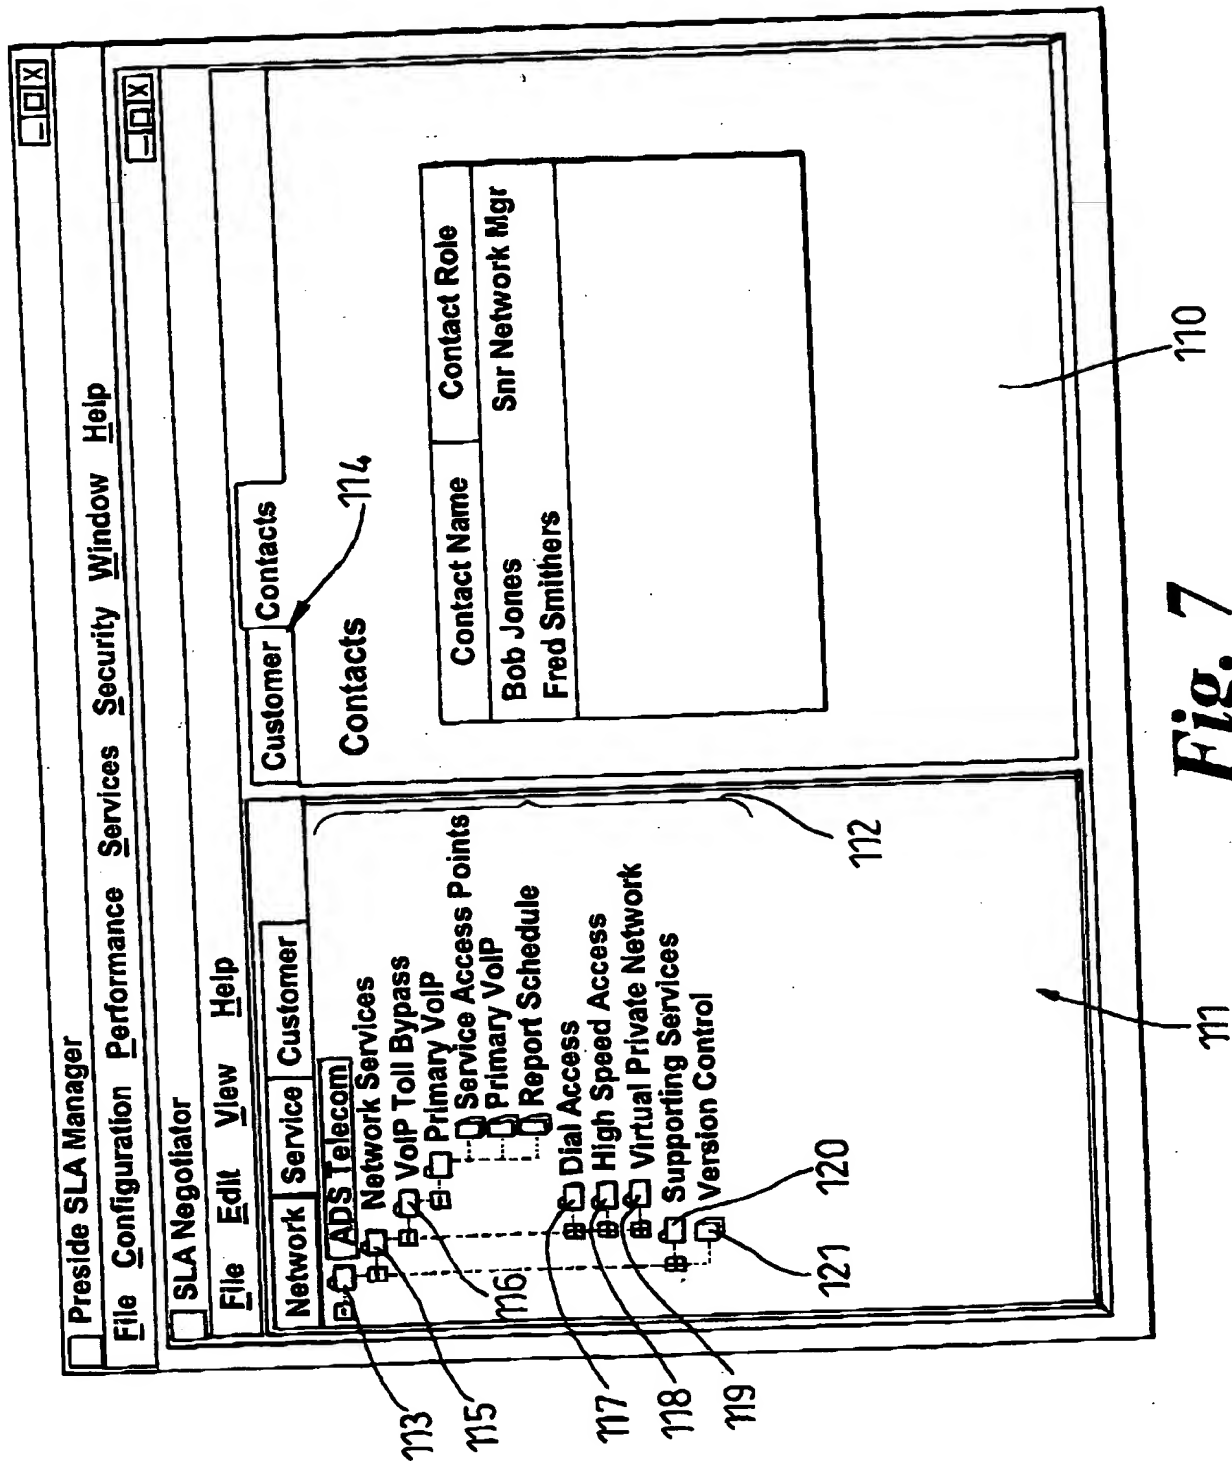 Preside SLA Manager
File Configuration Performance Services Security Window Help
SLA Negotiator
File Edit View Help
Network Service Customer
ADS Telecom
Network Services
VoIP Toll Bypass
Primary VoIP
Service Access Points
Primary VoIP
Report Schedule
Dial Access
High Speed Access
Virtual Private Network
Supporting Services
Version Control
Customer Contacts
Contacts
Contact Name Contact Role
Bob Jones Snr Network Mgr
Fred Smithers
113
115
116
117
118
119
120
121
112
114
111
110
Fig. 7